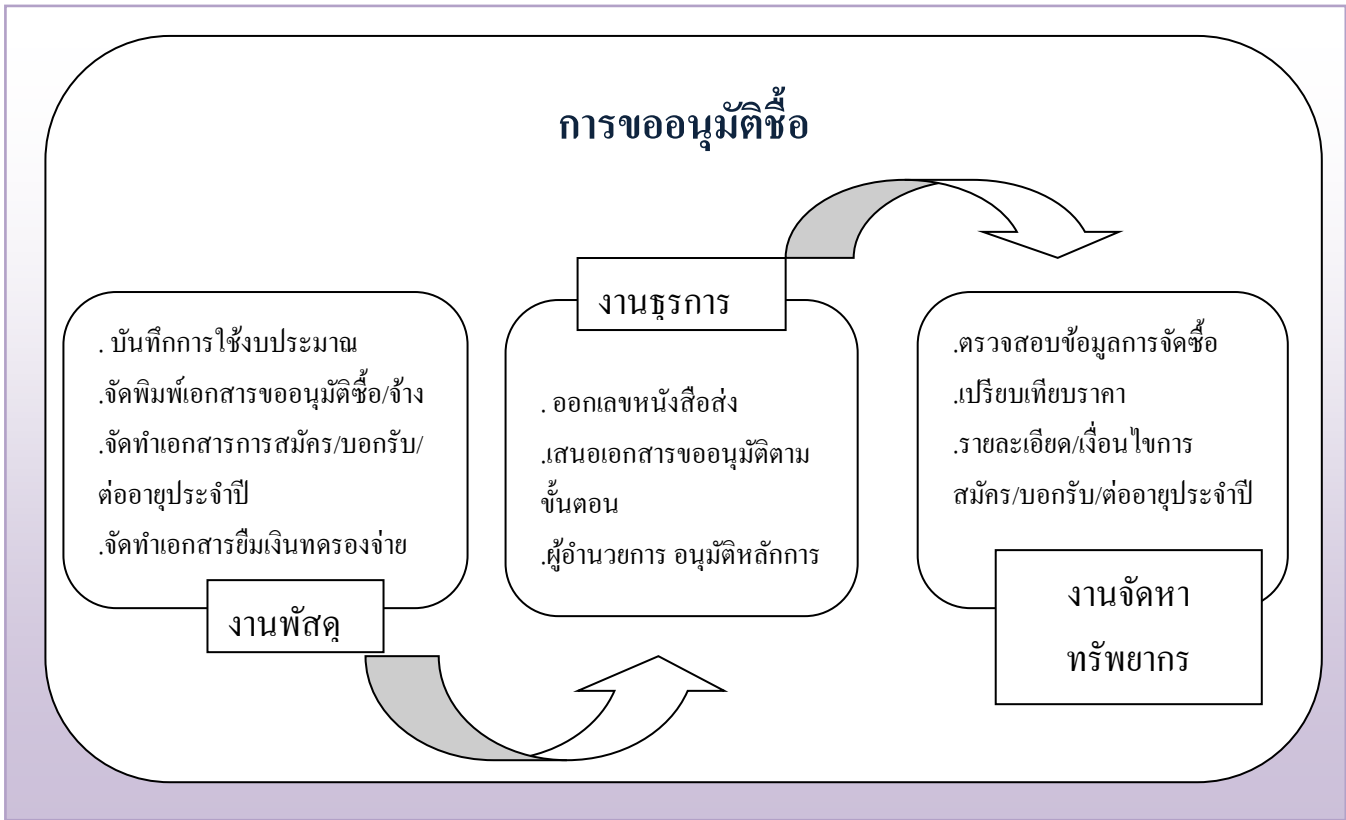 การขออนุมัติซื้อ
. บันทึกการใช้งบประมาณ
.จัดพิมพ์เอกสารขออนุมัติซื้อ/จ้าง
.จัดทำเอกสารการสมัคร/บอกรับ/
ต่ออายุประจำปี
.จัดทำเอกสารยืมเงินทดรองจ่าย
งานพัสดุ
งานธุรการ
. ออกเลขหนังสือส่ง
.เสนอเอกสารขออนุมัติตาม
ขั้นตอน
.ผู้อำนวยการ อนุมัติหลักการ
.ตรวจสอบข้อมูลการจัดซื้อ
.เปรียบเทียบราคา
.รายละเอียด/เงื่อนไขการ
สมัคร/บอกรับ/ต่ออายุประจำปี
งานจัดหา
ทรัพยากร